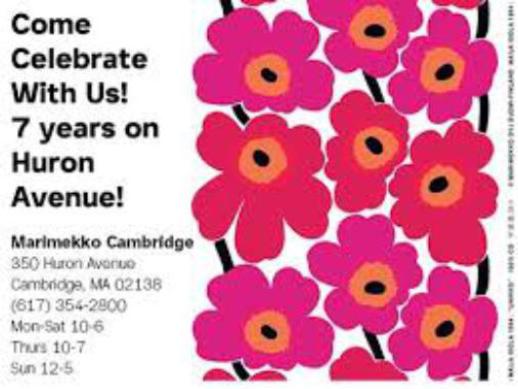 Come
Celebrate
With Us!
7 years on
Huron
Avenue!
Marimekko Cambridge
350 Huron Avenue
Cambridge, MA 02138
(617) 354-2800
Mon-Sat 10-6
Thurs 10-7
Sun 12-5